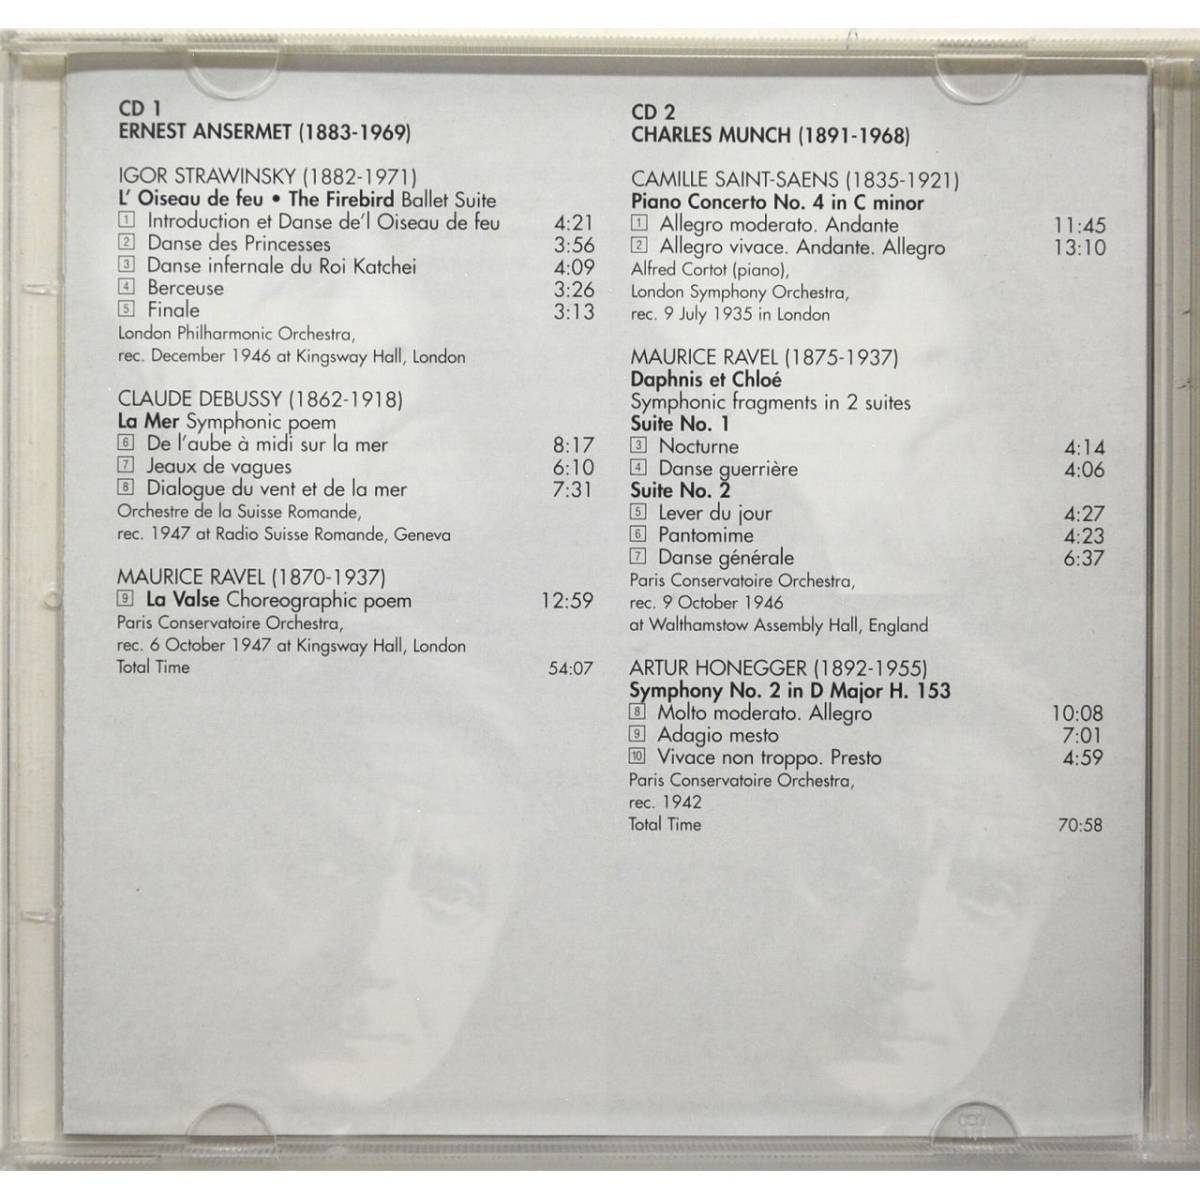 CD 1
ERNEST ANSERMET (1883-1969)
IGOR STRAWINSKY (1882-1971)
L' Oiseau de feu • The Firebird Ballet Suite
1 Introduction et Danse de'l Oiseau de feu 4:21
2 Danse des Princesses 3:56
3 Danse infernale du Roi Katchei 4:09
4 Berceuse 3:26
5 Finale 3:13
London Philharmonic Orchestra,
rec. December 1946 at Kingsway Hall, London
CLAUDE DEBUSSY (1862-1918)
La Mer Symphonic poem
6 De l'aube à midi sur la mer 8:17
7 Jeaux de vagues 6:10
8 Dialogue du vent et de la mer 7:31
Orchestre de la Suisse Romande,
rec. 1947 at Radio Suisse Romande, Geneva
MAURICE RAVEL (1870-1937)
9 La Valse Choreographic poem 12:59
Paris Conservatoire Orchestra,
rec. 6 October 1947 at Kingsway Hall, London
Total Time 54:07
CD 2
CHARLES MUNCH (1891-1968)
CAMILLE SAINT-SAENS (1835-1921)
Piano Concerto No. 4 in C minor
1 Allegro moderato. Andante 11:45
2 Allegro vivace. Andante. Allegro 13:10
Alfred Cortot (piano),
London Symphony Orchestra,
rec. 9 July 1935 in London
MAURICE RAVEL (1875-1937)
Daphnis et Chloé
Symphonic fragments in 2 suites
Suite No. 1
3 Nocturne 4:14
4 Danse guerrière 4:06
Suite No. 2
5 Lever du jour 4:27
6 Pantomime 4:23
7 Danse générale 6:37
Paris Conservatoire Orchestra,
rec. 9 October 1946
at Walthamstow Assembly Hall, England
ARTUR HONEGGER (1892-1955)
Symphony No. 2 in D Major H. 153
8 Molto moderato. Allegro 10:08
9 Adagio mesto 7:01
10 Vivace non troppo. Presto 4:59
Paris Conservatoire Orchestra,
rec. 1942
Total Time 70:58